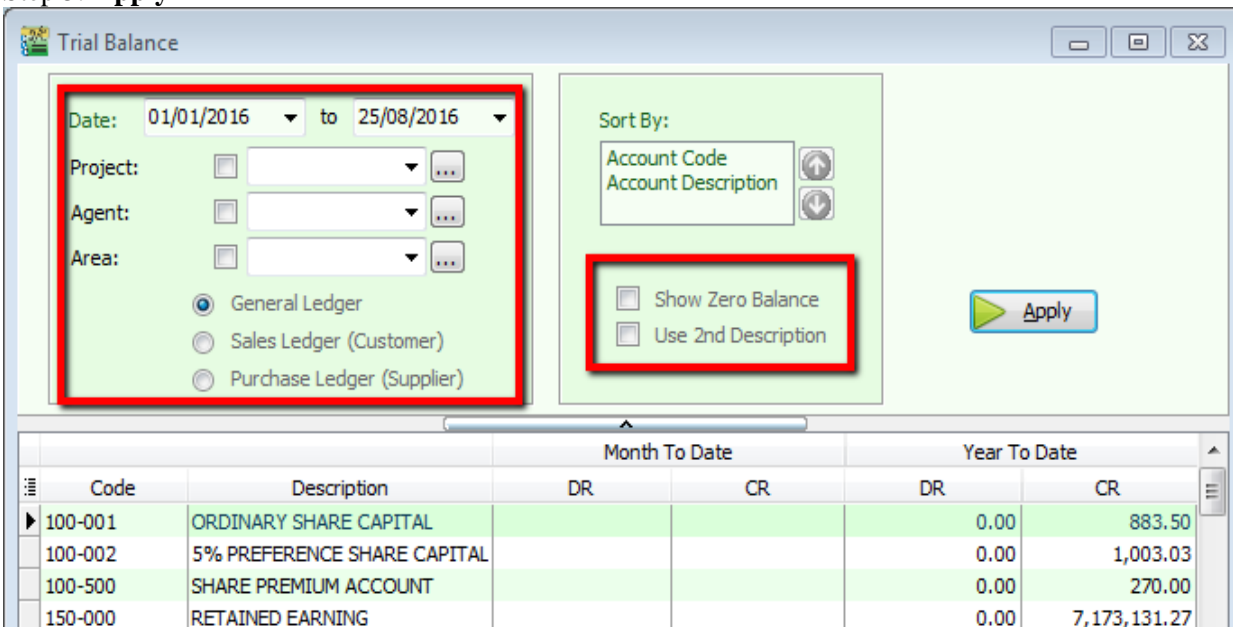 Trial Balance
Date: 01/01/2016 to 25/08/2016
Project: ...
Agent: ...
Area: ...
General Ledger
Sales Ledger (Customer)
Purchase Ledger (Supplier)
Sort By:
Account Code
Account Description
Show Zero Balance
Use 2nd Description
Apply
Month To Date Year To Date
Code Description DR CR DR CR
100-001 ORDINARY SHARE CAPITAL 0.00 883.50
100-002 5% PREFERENCE SHARE CAPITAL 0.00 1,003.03
100-500 SHARE PREMIUM ACCOUNT 0.00 270.00
150-000 RETAINED EARNING 0.00 7,173,131.27